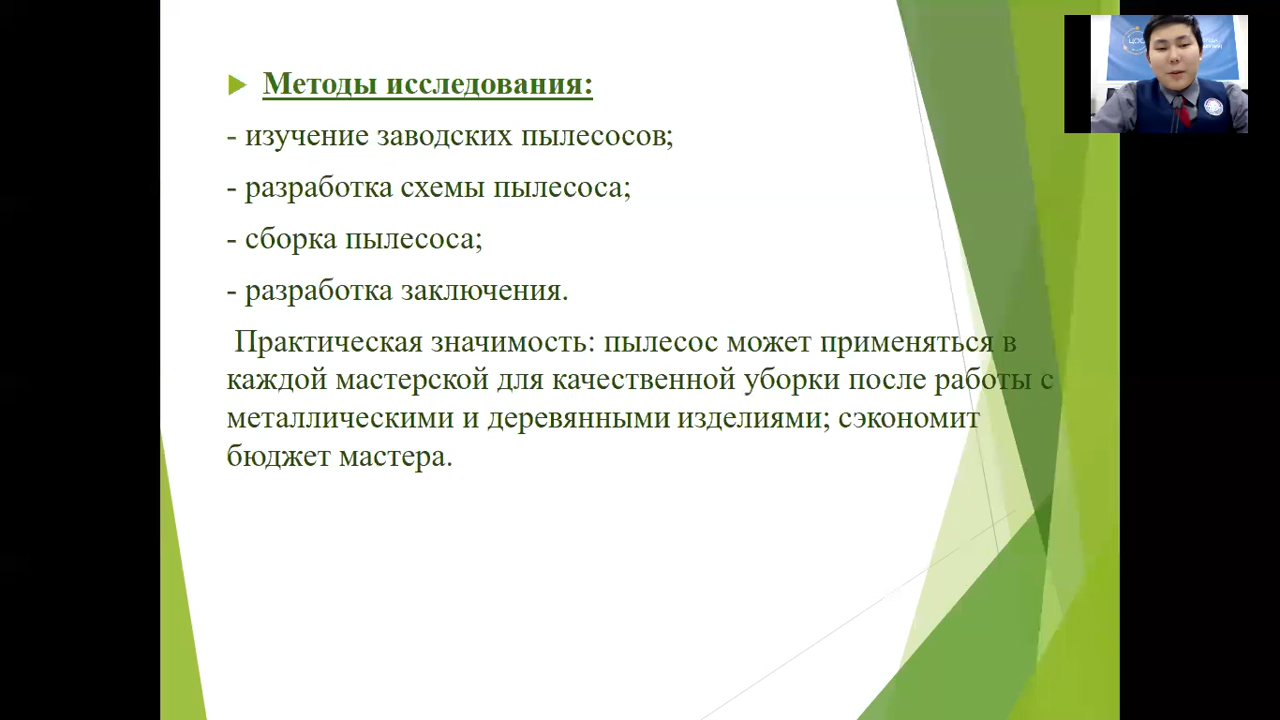 Методы исследования:
- изучение заводских пылесосов;
- разработка схемы пылесоса;
- сборка пылесоса;
- разработка заключения.
Практическая значимость: пылесос может применяться в
каждой мастерской для качественной уборки после работы с
металлическими и деревянными изделиями; сэкономит
бюджет мастера.